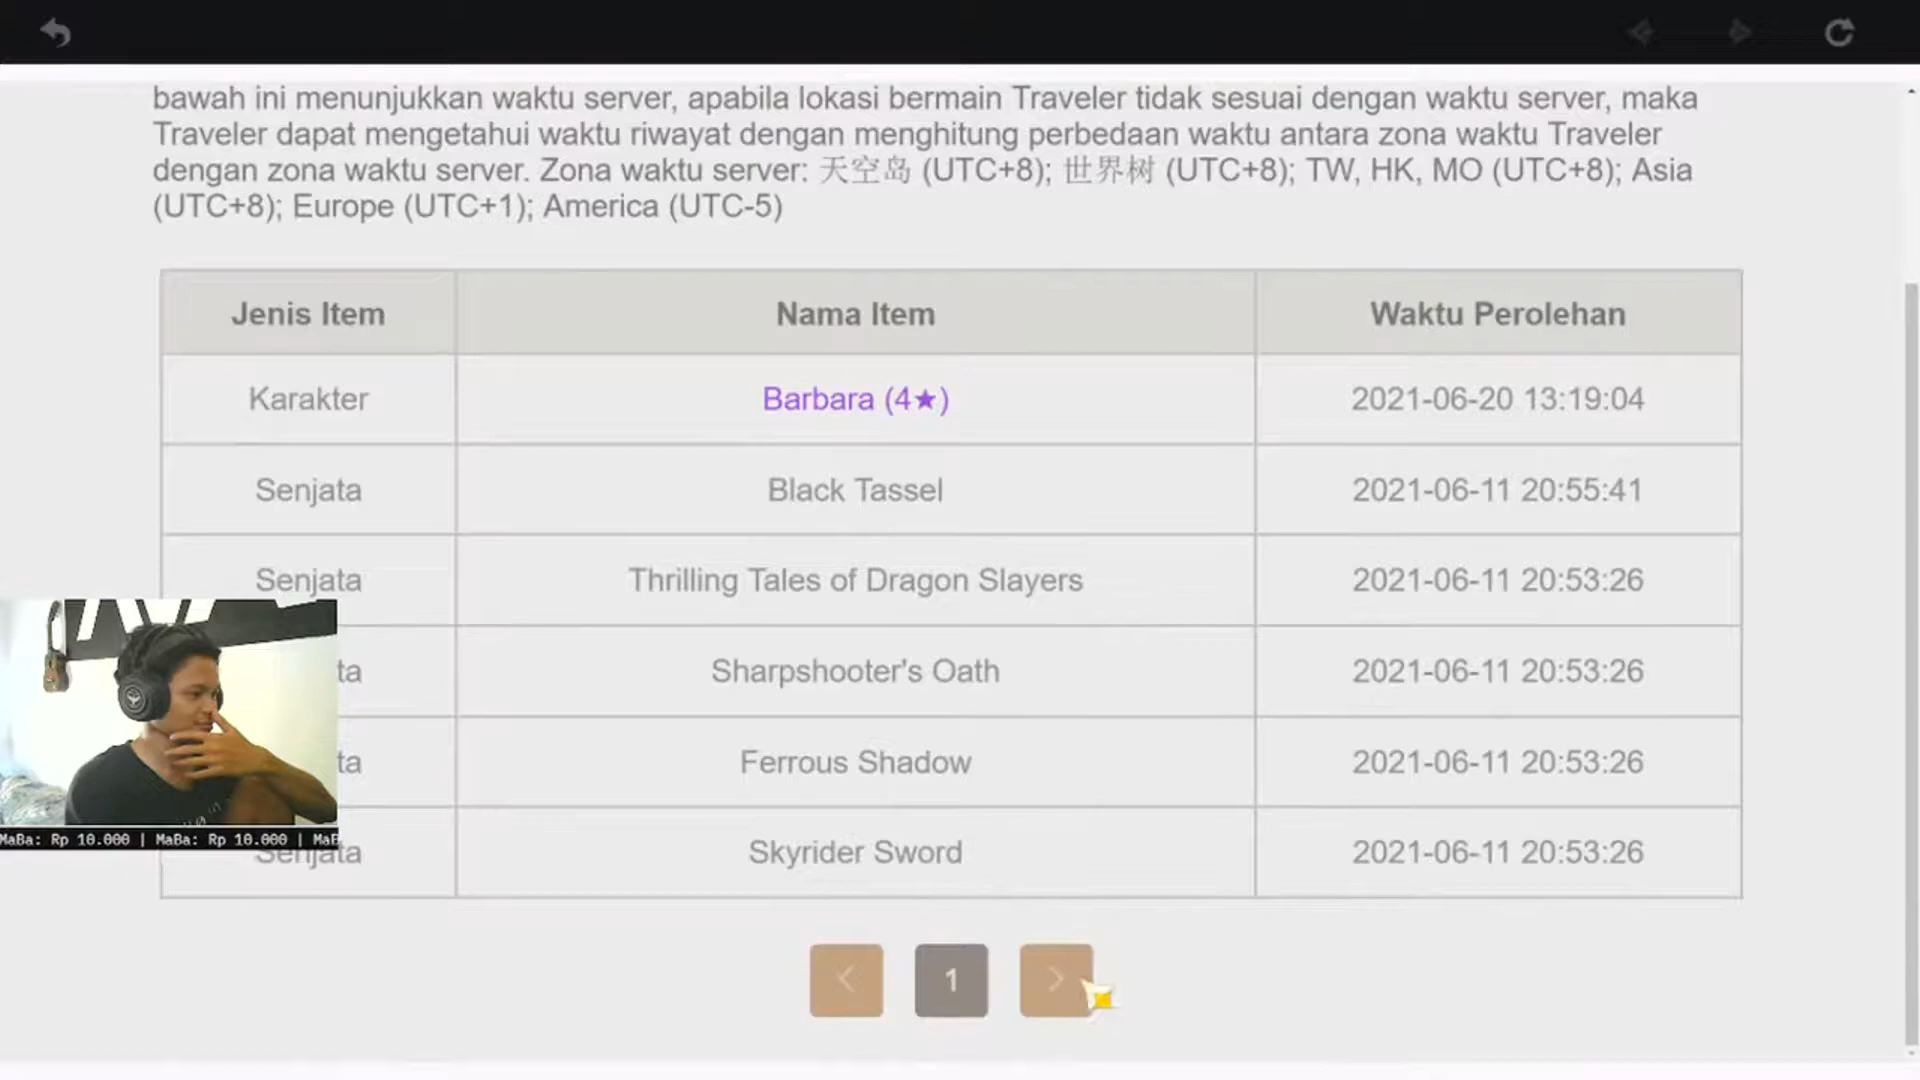 bawah ini menunjukkan waktu server, apabila lokasi bermain Traveler tidak sesuai dengan waktu server, maka
Traveler dapat mengetahui waktu riwayat dengan menghitung perbedaan waktu antara zona waktu Traveler
dengan zona waktu server. Zona waktu server: 天空岛 (UTC+8); 世界树 (UTC+8); TW, HK, MO (UTC+8); Asia
(UTC+8); Europe (UTC+1); America (UTC-5)
Jenis Item Nama Item Waktu Perolehan
Karakter Barbara (4★) 2021-06-20 13:19:04
Senjata Black Tassel 2021-06-11 20:55:41
Senjata Thrilling Tales of Dragon Slayers 2021-06-11 20:53:26
ta Sharpshooter's Oath 2021-06-11 20:53:26
ta Ferrous Shadow 2021-06-11 20:53:26
MaBa: Rp 10.000 | MaBa: Rp 10.000 | MaB
Senjata Skyrider Sword 2021-06-11 20:53:26
1